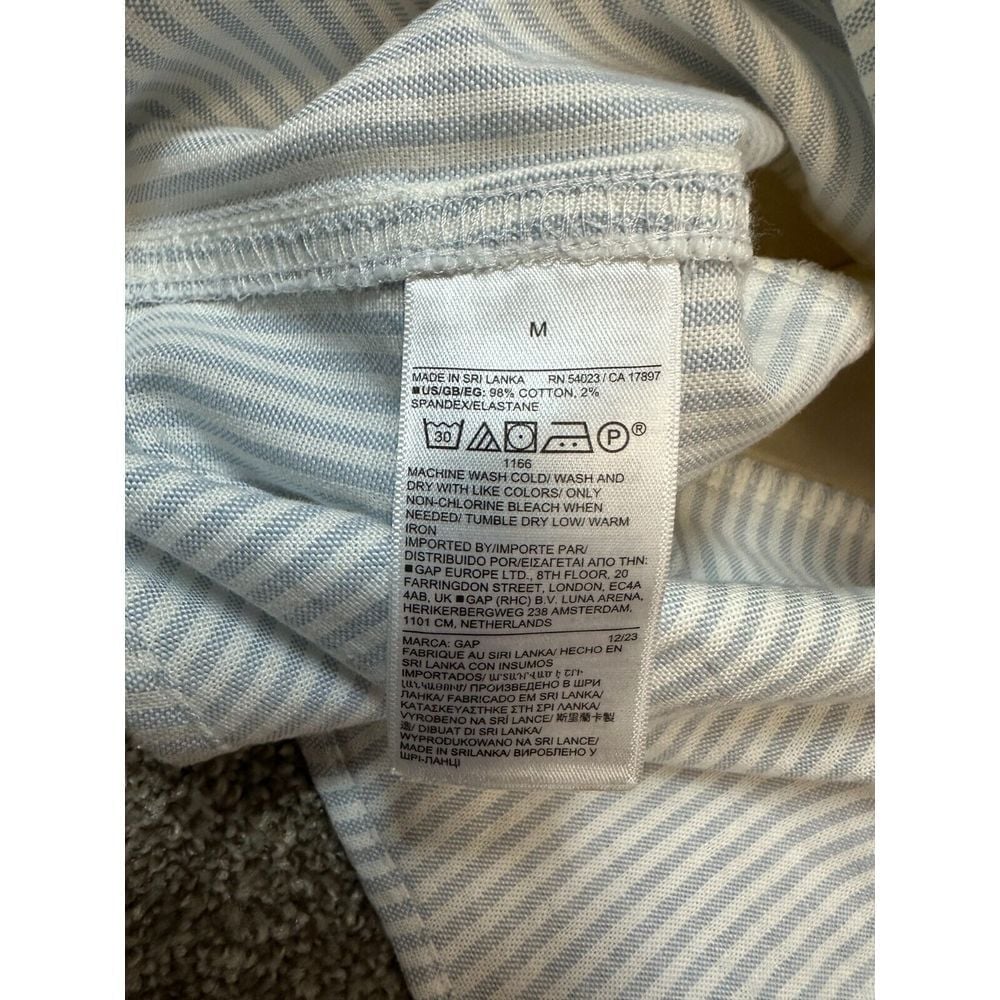 M
MADE IN SRI LANKA RN 54023 / CA 17897
■US/GB/EG: 98% COTTON, 2%
SPANDEX/ELASTANE
30 P®
1166
MACHINE WASH COLD/ WASH AND
DRY WITH LIKE COLORS/ ONLY
NON-CHLORINE BLEACH WHEN
NEEDED/ TUMBLE DRY LOW/ WARM
IRON
IMPORTED BY/IMPORTE PAR/
DISTRIBUIDO POR/ΕΙΣΑΓΕΤΑΙ ΑΠΟ ΤΗΝ:
■GAP EUROPE LTD., 8TH FLOOR, 20
FARRINGDON STREET, LONDON, EC4A
4AB, UK ■GAP (RHC) B.V. LUNA ARENA,
HERIKERBERGWEG 238 AMSTERDAM,
1101 CM, NETHERLANDS
MARCA: GAP 12/23
FABRIQUE AU SIRI LANKA/ HECHO EN
SRI LANKA CON INSUMOS
IMPORTADOS/ ԱՐՏԱԴՐՎԱԾ Է ՇՐԻ
ԼԱՆԿԱՅՈՒՄ/ ПРОИЗВЕДЕНО В ШРИ
ЛАНКА/ FABRICADO EM SRI LANKA/
ΚΑΤΑΣΚΕΥΑΣΤΗΚΕ ΣΤΗ ΣΡΙ ΛΑΝΚΑ/
VYROBENO NA SRÍ LANCE/ 斯里蘭卡製
造/ DIBUAT DI SRI LANKA/
WYPRODUKOWANO NA SRI LANCE/
MADE IN SRILANKA/ ВИРОБЛЕНО У
ШРІ-ЛАНЦІ